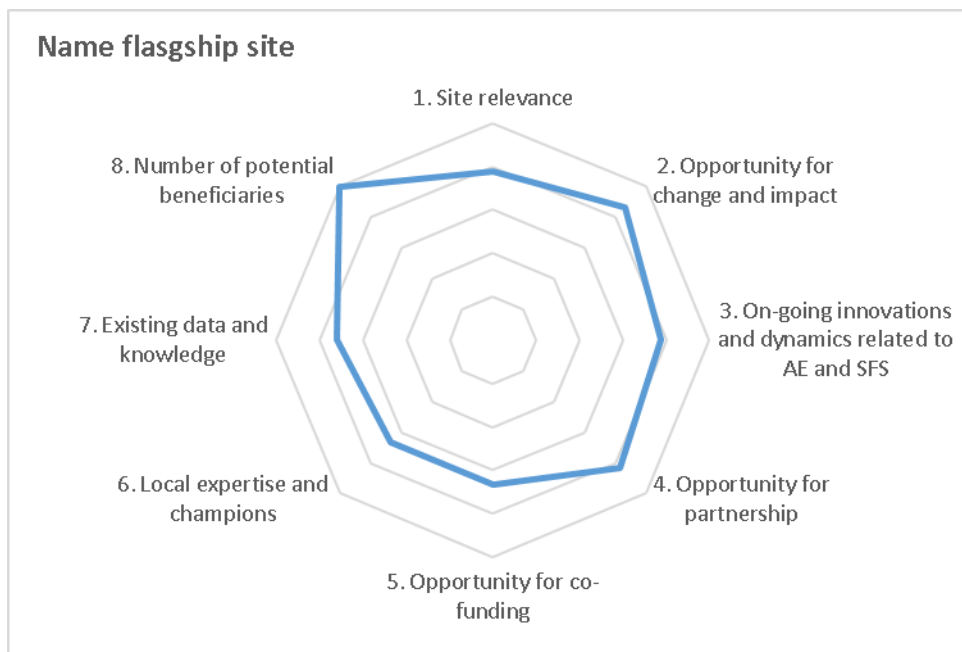 Name flasgship site
1. Site relevance
2. Opportunity for
change and impact
3. On-going innovations
and dynamics related to
AE and SFS
4. Opportunity for
partnership
5. Opportunity for co-
funding
6. Local expertise and
champions
7. Existing data and
knowledge
8. Number of potential
beneficiaries